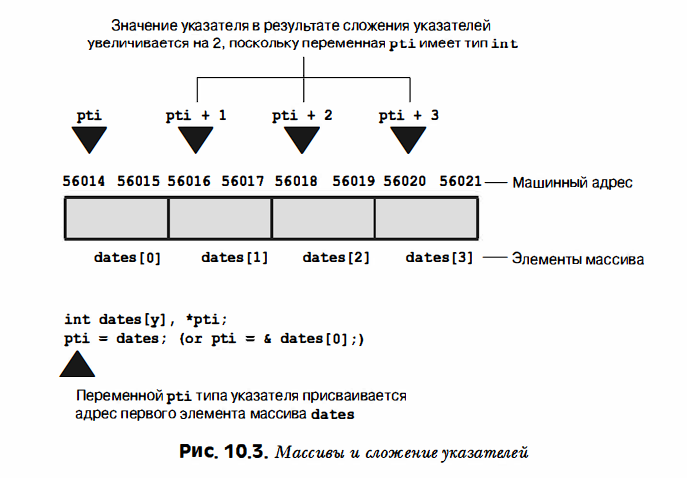 Значение указателя в результате сложения указателей
увеличивается на 2, поскольку переменная pti имеет тип int
pti pti + 1 pti + 2 pti + 3
56014 56015 56016 56017 56018 56019 56020 56021 Машинный адрес
dates[0] dates[1] dates[2] dates[3] Элементы массива
int dates[y], *pti;
pti = dates; (or pti = & dates[0];)
Переменной pti типа указателя присваивается
адрес первого элемента массива dates
Рис. 10.3. Массивы и сложение указателей